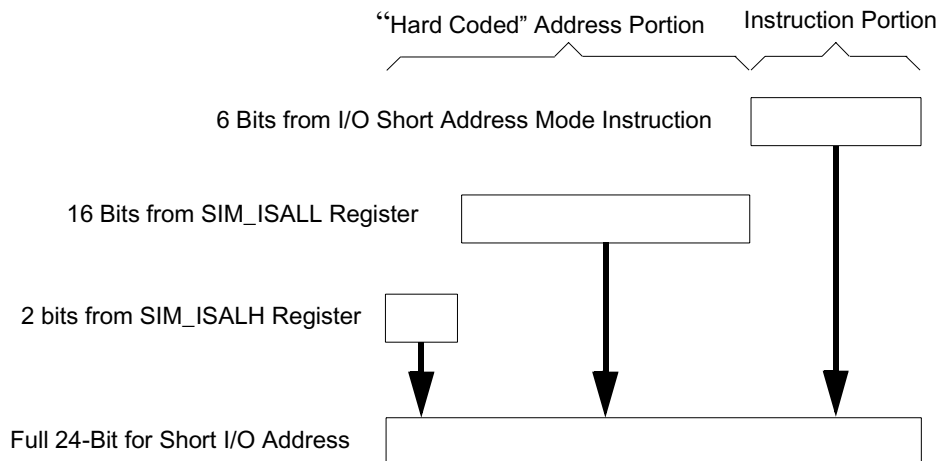 “Hard Coded” Address Portion
Instruction Portion
6 Bits from I/O Short Address Mode Instruction
16 Bits from SIM_ISALL Register
2 bits from SIM_ISALH Register
Full 24-Bit for Short I/O Address